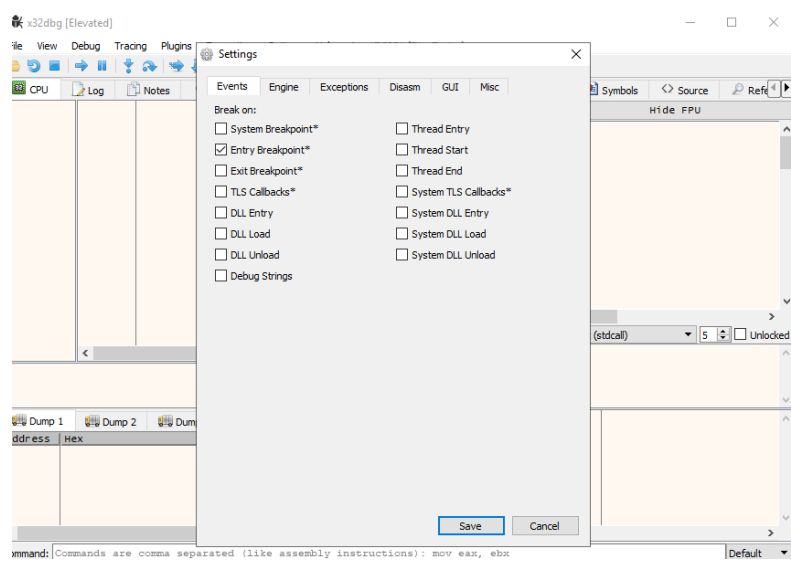 x32dbg [Elevated]
File View Debug Tracing Plugins
Settings
CPU Log Notes
Symbols Source Refe
Hide FPU
Events Engine Exceptions Disasm GUI Misc
Break on:
System Breakpoint* Thread Entry
Entry Breakpoint* Thread Start
Exit Breakpoint* Thread End
TLS Callbacks* System TLS Callbacks*
DLL Entry System DLL Entry
DLL Load System DLL Load
DLL Unload System DLL Unload
Debug Strings
(stdcall) 5 Unlocked
Dump 1 Dump 2 Dum
ddress Hex
Save Cancel
ommand: Commands are comma separated (like assembly instructions): mov eax, ebx Default